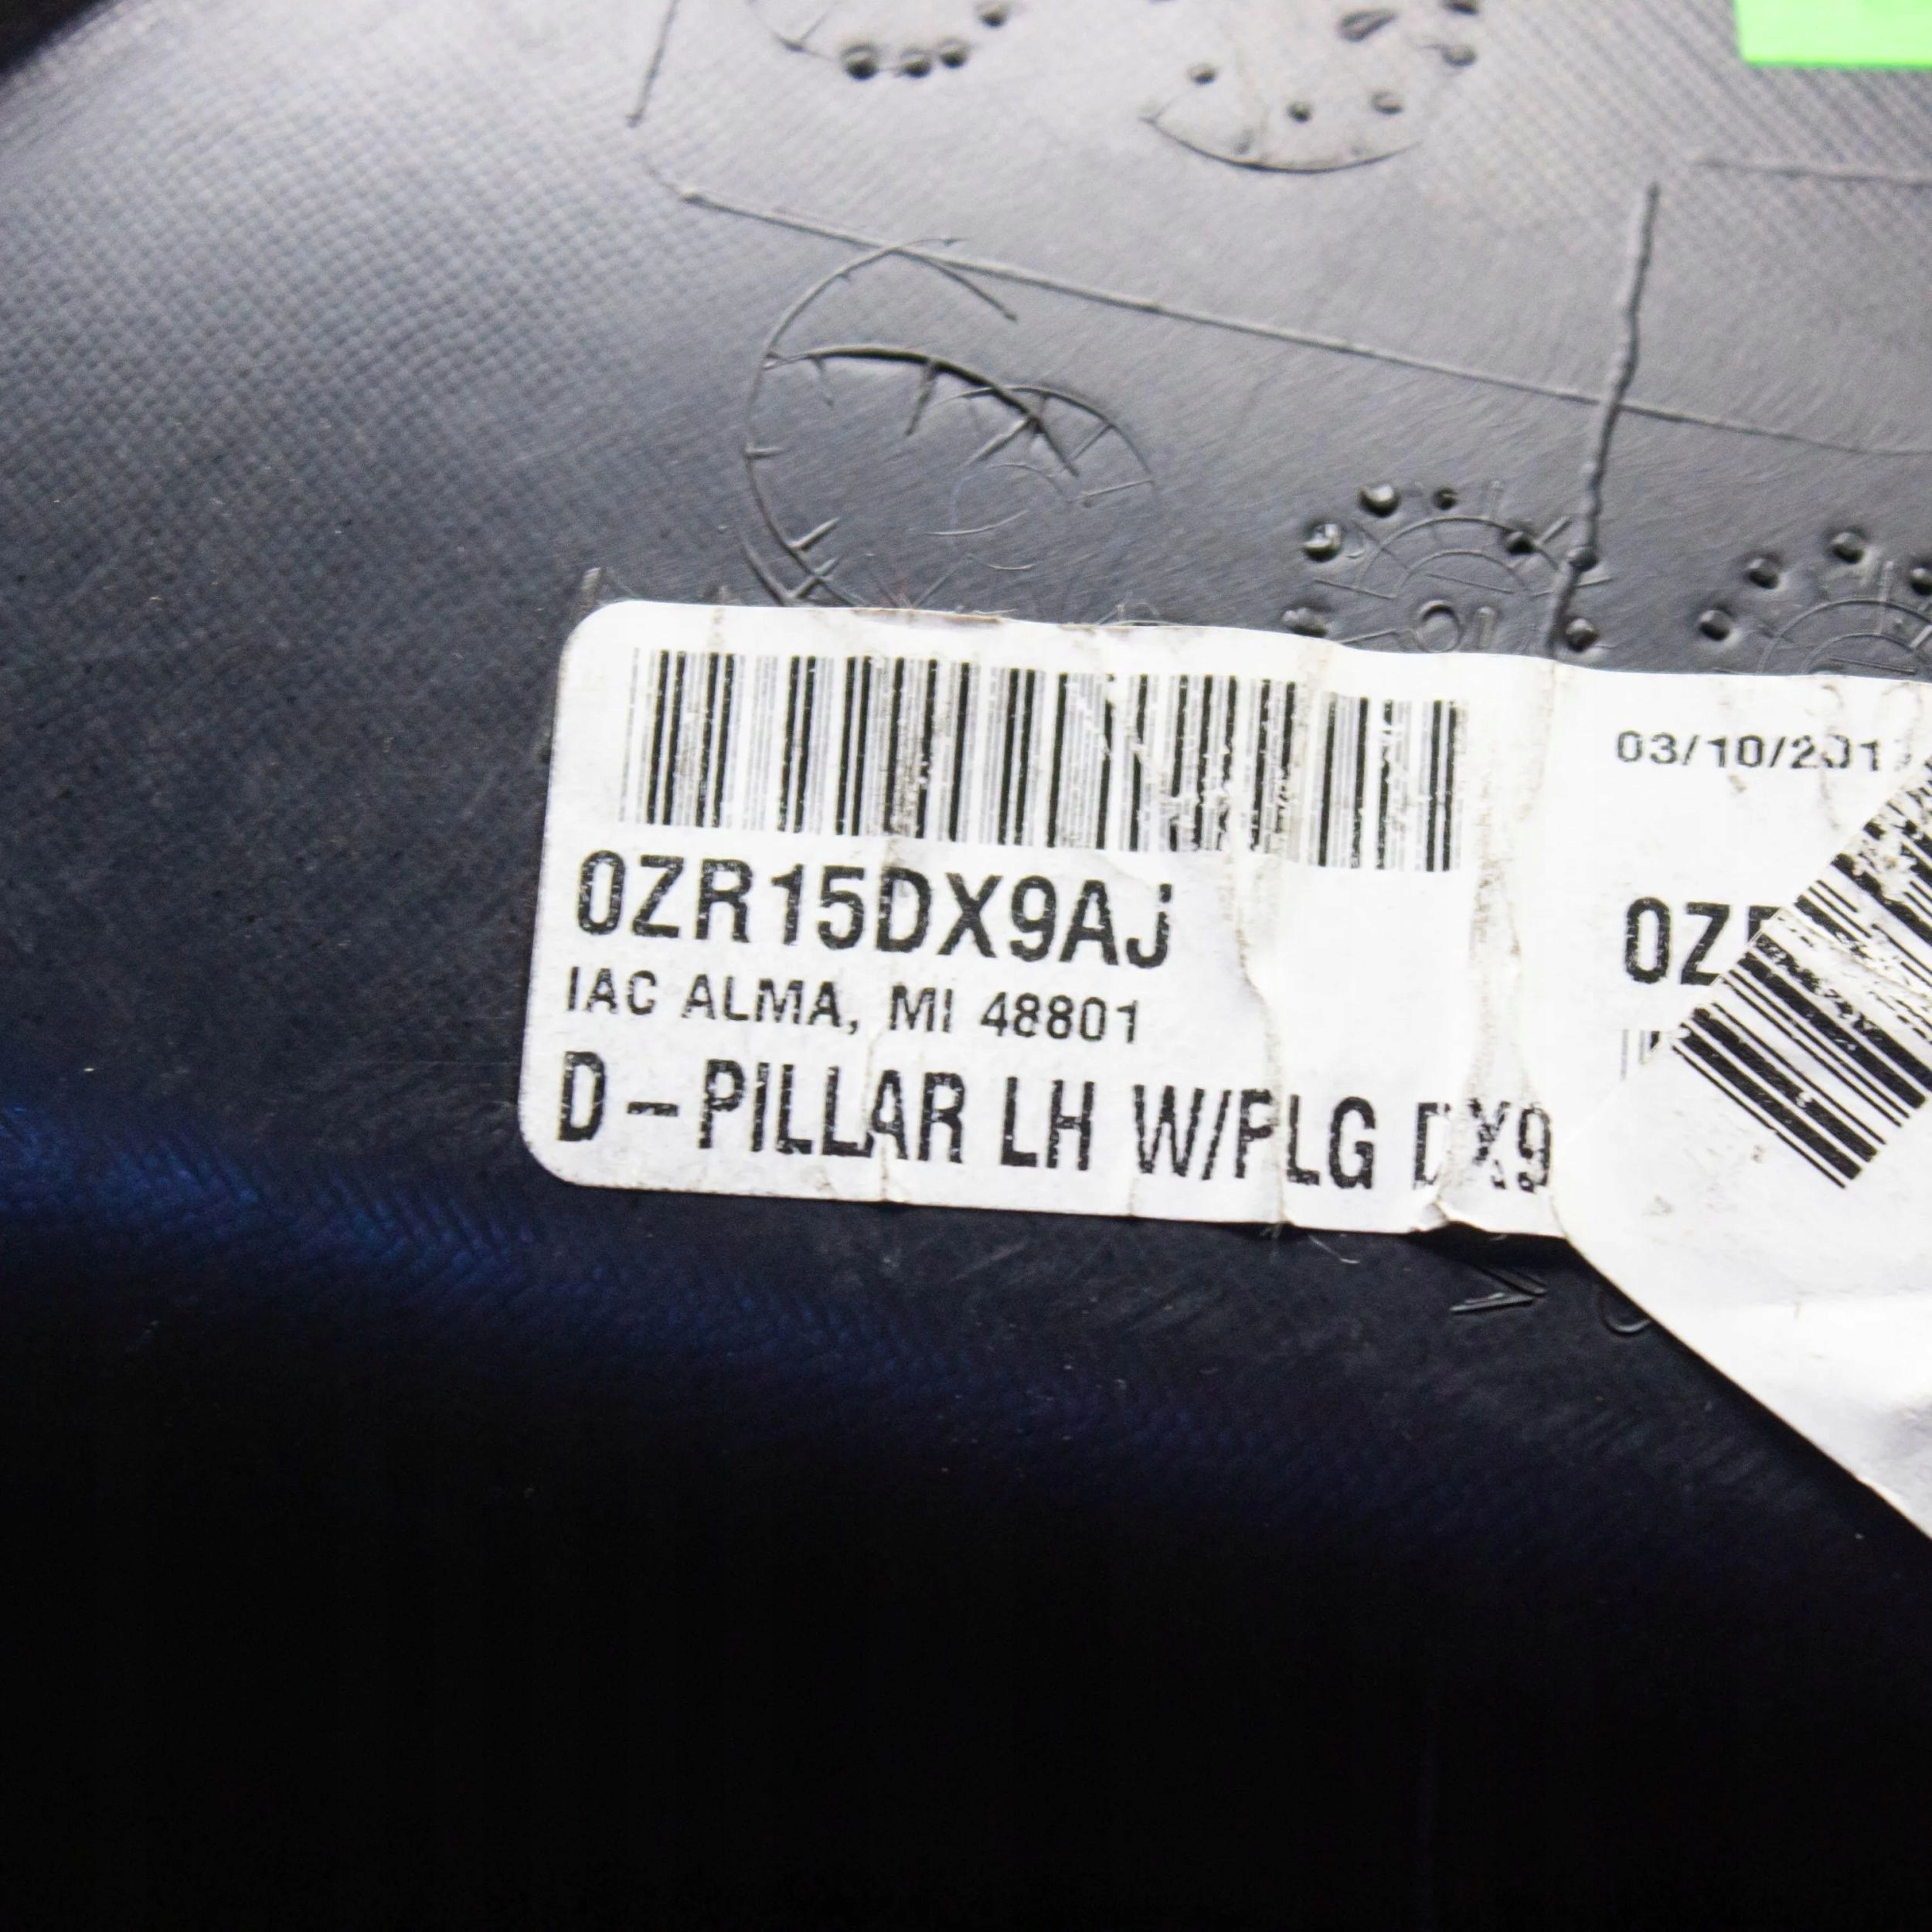 0ZR15DX9AJ
IAC ALMA, MI 48801
D-PILLAR LH W/PLG DX9
03/10/201
0Z